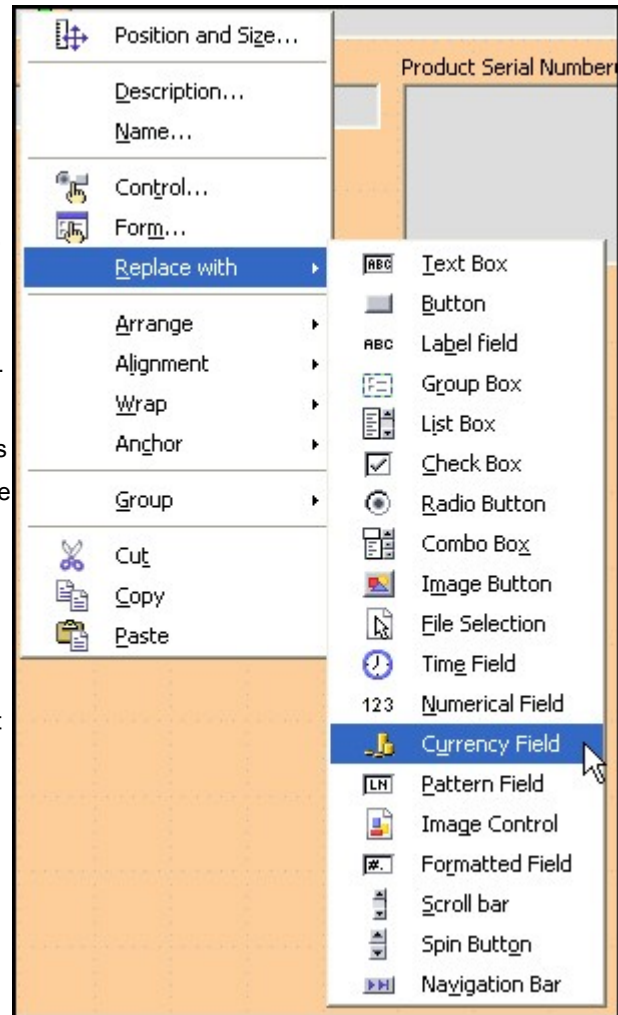 Position and Size...
Product Serial Number
Description...
Name...
Control...
Form...
Replace with
Arrange
Alignment
Wrap
Anchor
Group
Cut
Copy
Paste
ABC Text Box
Button
ABC Label field
Group Box
List Box
Check Box
Radio Button
Combo Box
Image Button
File Selection
Time Field
123 Numerical Field
Currency Field
LN Pattern Field
Image Control
#. Formatted Field
Scroll bar
Spin Button
Navigation Bar
s
e
t